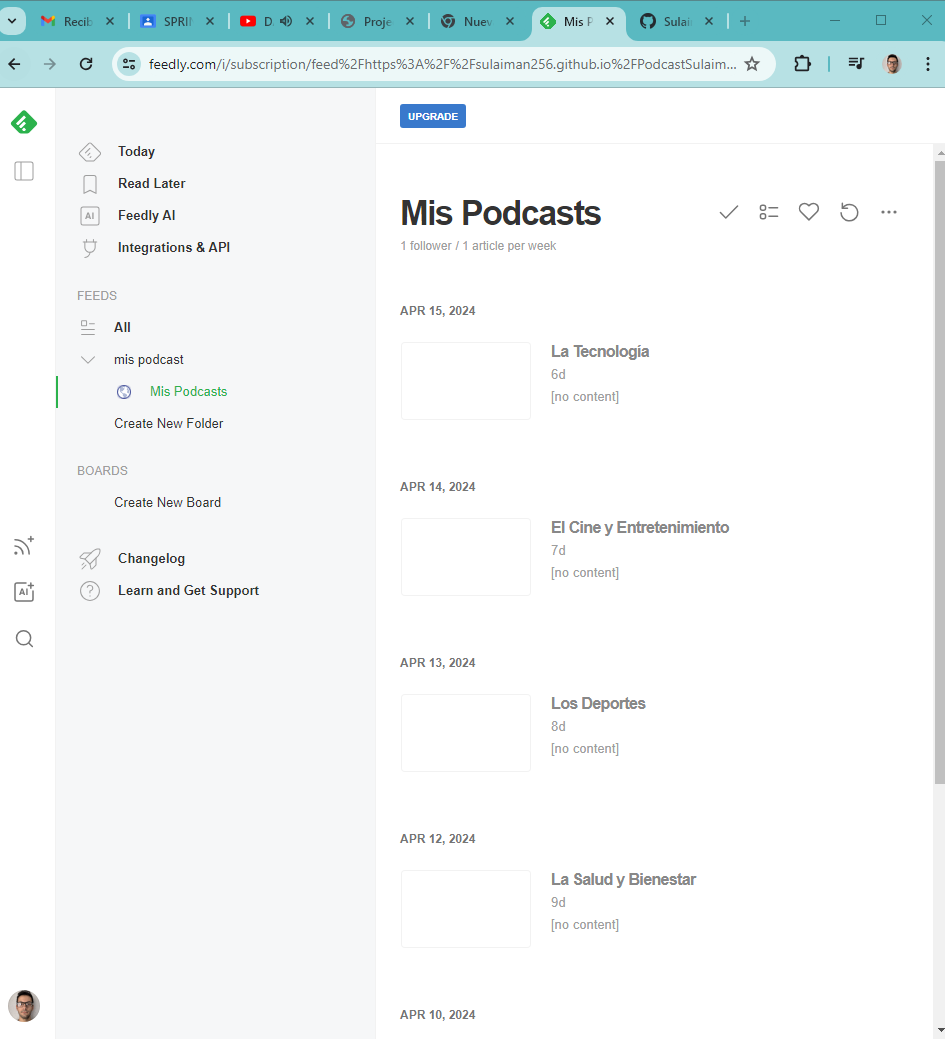 Recib
SPRIN
D
Proje
Nuev
Mis P
Sulai
feedly.com/i/subscription/feed%2Fhttps%3A%2F%2Fsulaiman256.github.io%2FPodcastSulaim...
UPGRADE
Today
Read Later
AI Feedly AI
Integrations & API
FEEDS
All
mis podcast
Mis Podcasts
Create New Folder
BOARDS
Create New Board
Changelog
? Learn and Get Support
AI
Mis Podcasts
1 follower / 1 article per week
APR 15, 2024
La Tecnología
6d
[no content]
APR 14, 2024
El Cine y Entretenimiento
7d
[no content]
APR 13, 2024
Los Deportes
8d
[no content]
APR 12, 2024
La Salud y Bienestar
9d
[no content]
APR 10, 2024